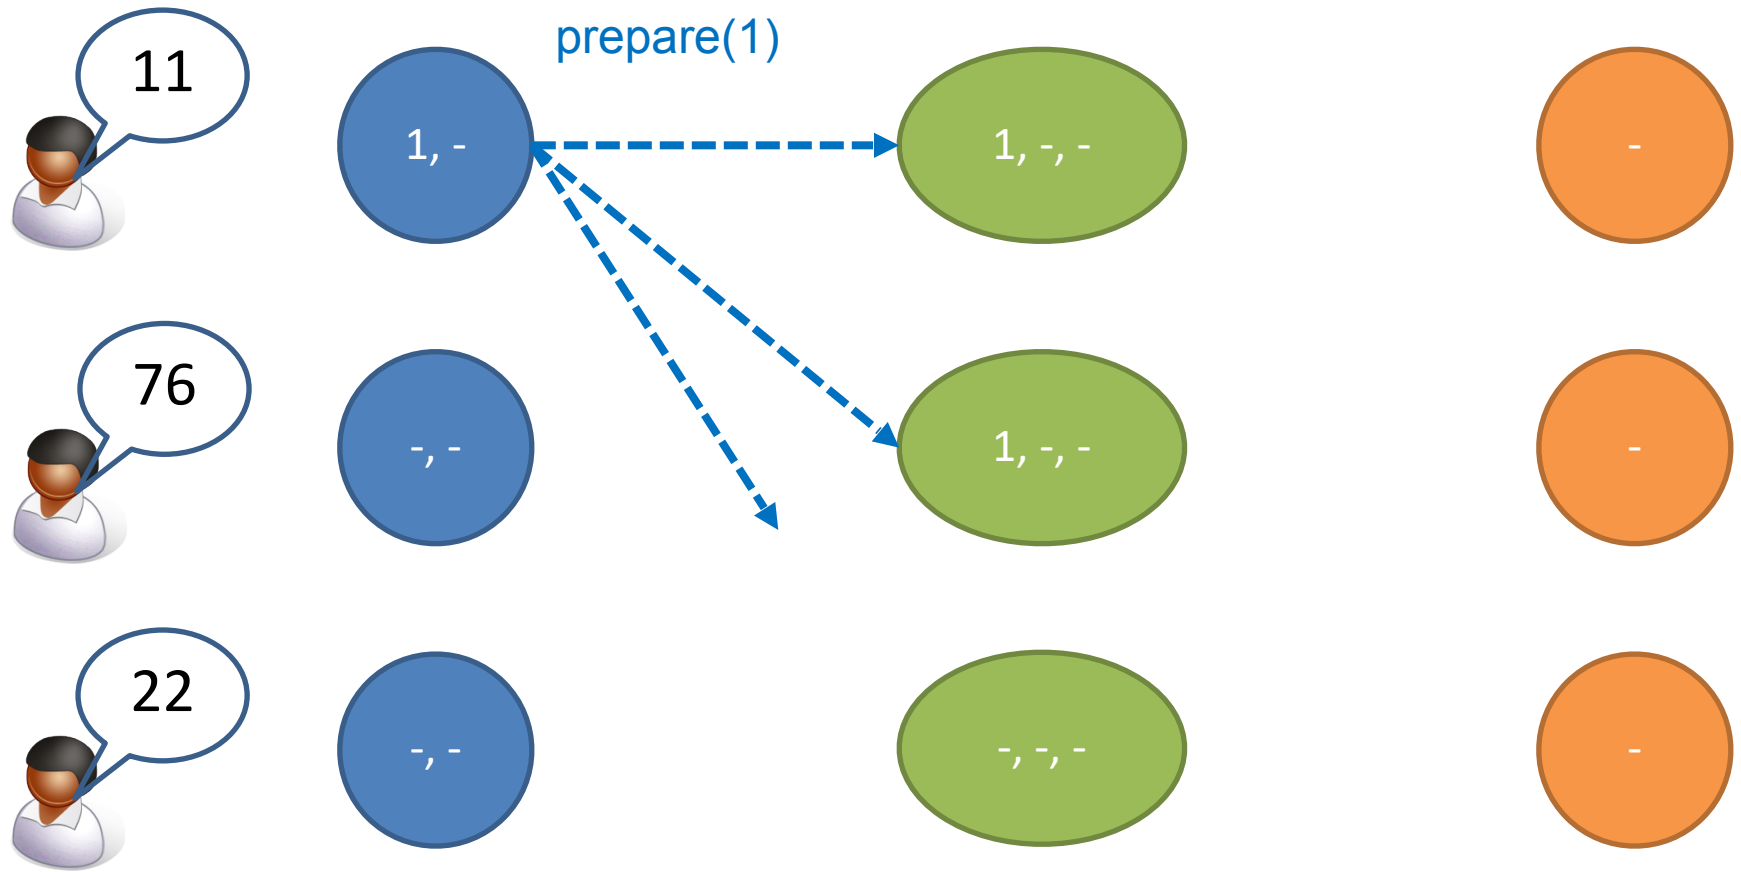 prepare(1)
11
1, -
1, -, -
-
76
-, -
1, -, -
-
22
-, -
-, -, -
-